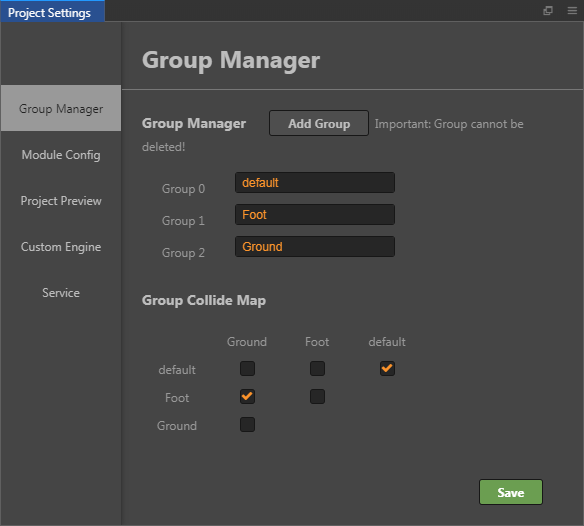 Project Settings
Group Manager
Group Manager
Module Config
Project Preview
Custom Engine
Service
Group Manager Add Group Important: Group cannot be
deleted!
Group 0 default
Group 1 Foot
Group 2 Ground
Group Collide Map
Ground Foot default
default
Foot
Ground
Save